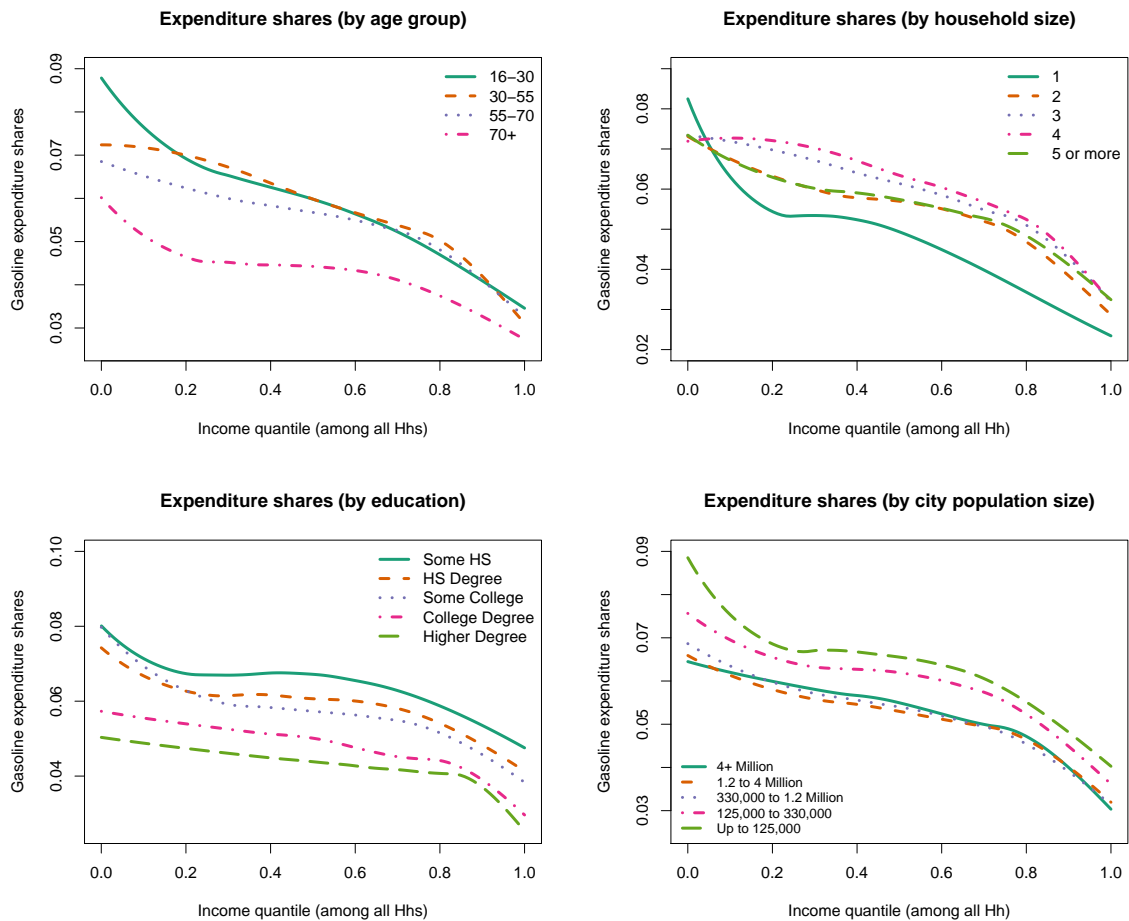 Expenditure shares (by age group)
Gasoline expenditure shares
0.09
0.07
0.05
0.03
16−30
30−55
55−70
70+
0.0 0.2 0.4 0.6 0.8 1.0
Income quantile (among all Hhs)
Expenditure shares (by household size)
Gasoline expenditure shares
0.08
0.06
0.04
0.02
1
2
3
4
5 or more
0.0 0.2 0.4 0.6 0.8 1.0
Income quantile (among all Hh)
Expenditure shares (by education)
Gasoline expenditure shares
0.10
0.08
0.06
0.04
Some HS
HS Degree
Some College
College Degree
Higher Degree
0.0 0.2 0.4 0.6 0.8 1.0
Income quantile (among all Hhs)
Expenditure shares (by city population size)
Gasoline expenditure shares
0.09
0.07
0.05
0.03
4+ Million
1.2 to 4 Million
330,000 to 1.2 Million
125,000 to 330,000
Up to 125,000
0.0 0.2 0.4 0.6 0.8 1.0
Income quantile (among all Hh)